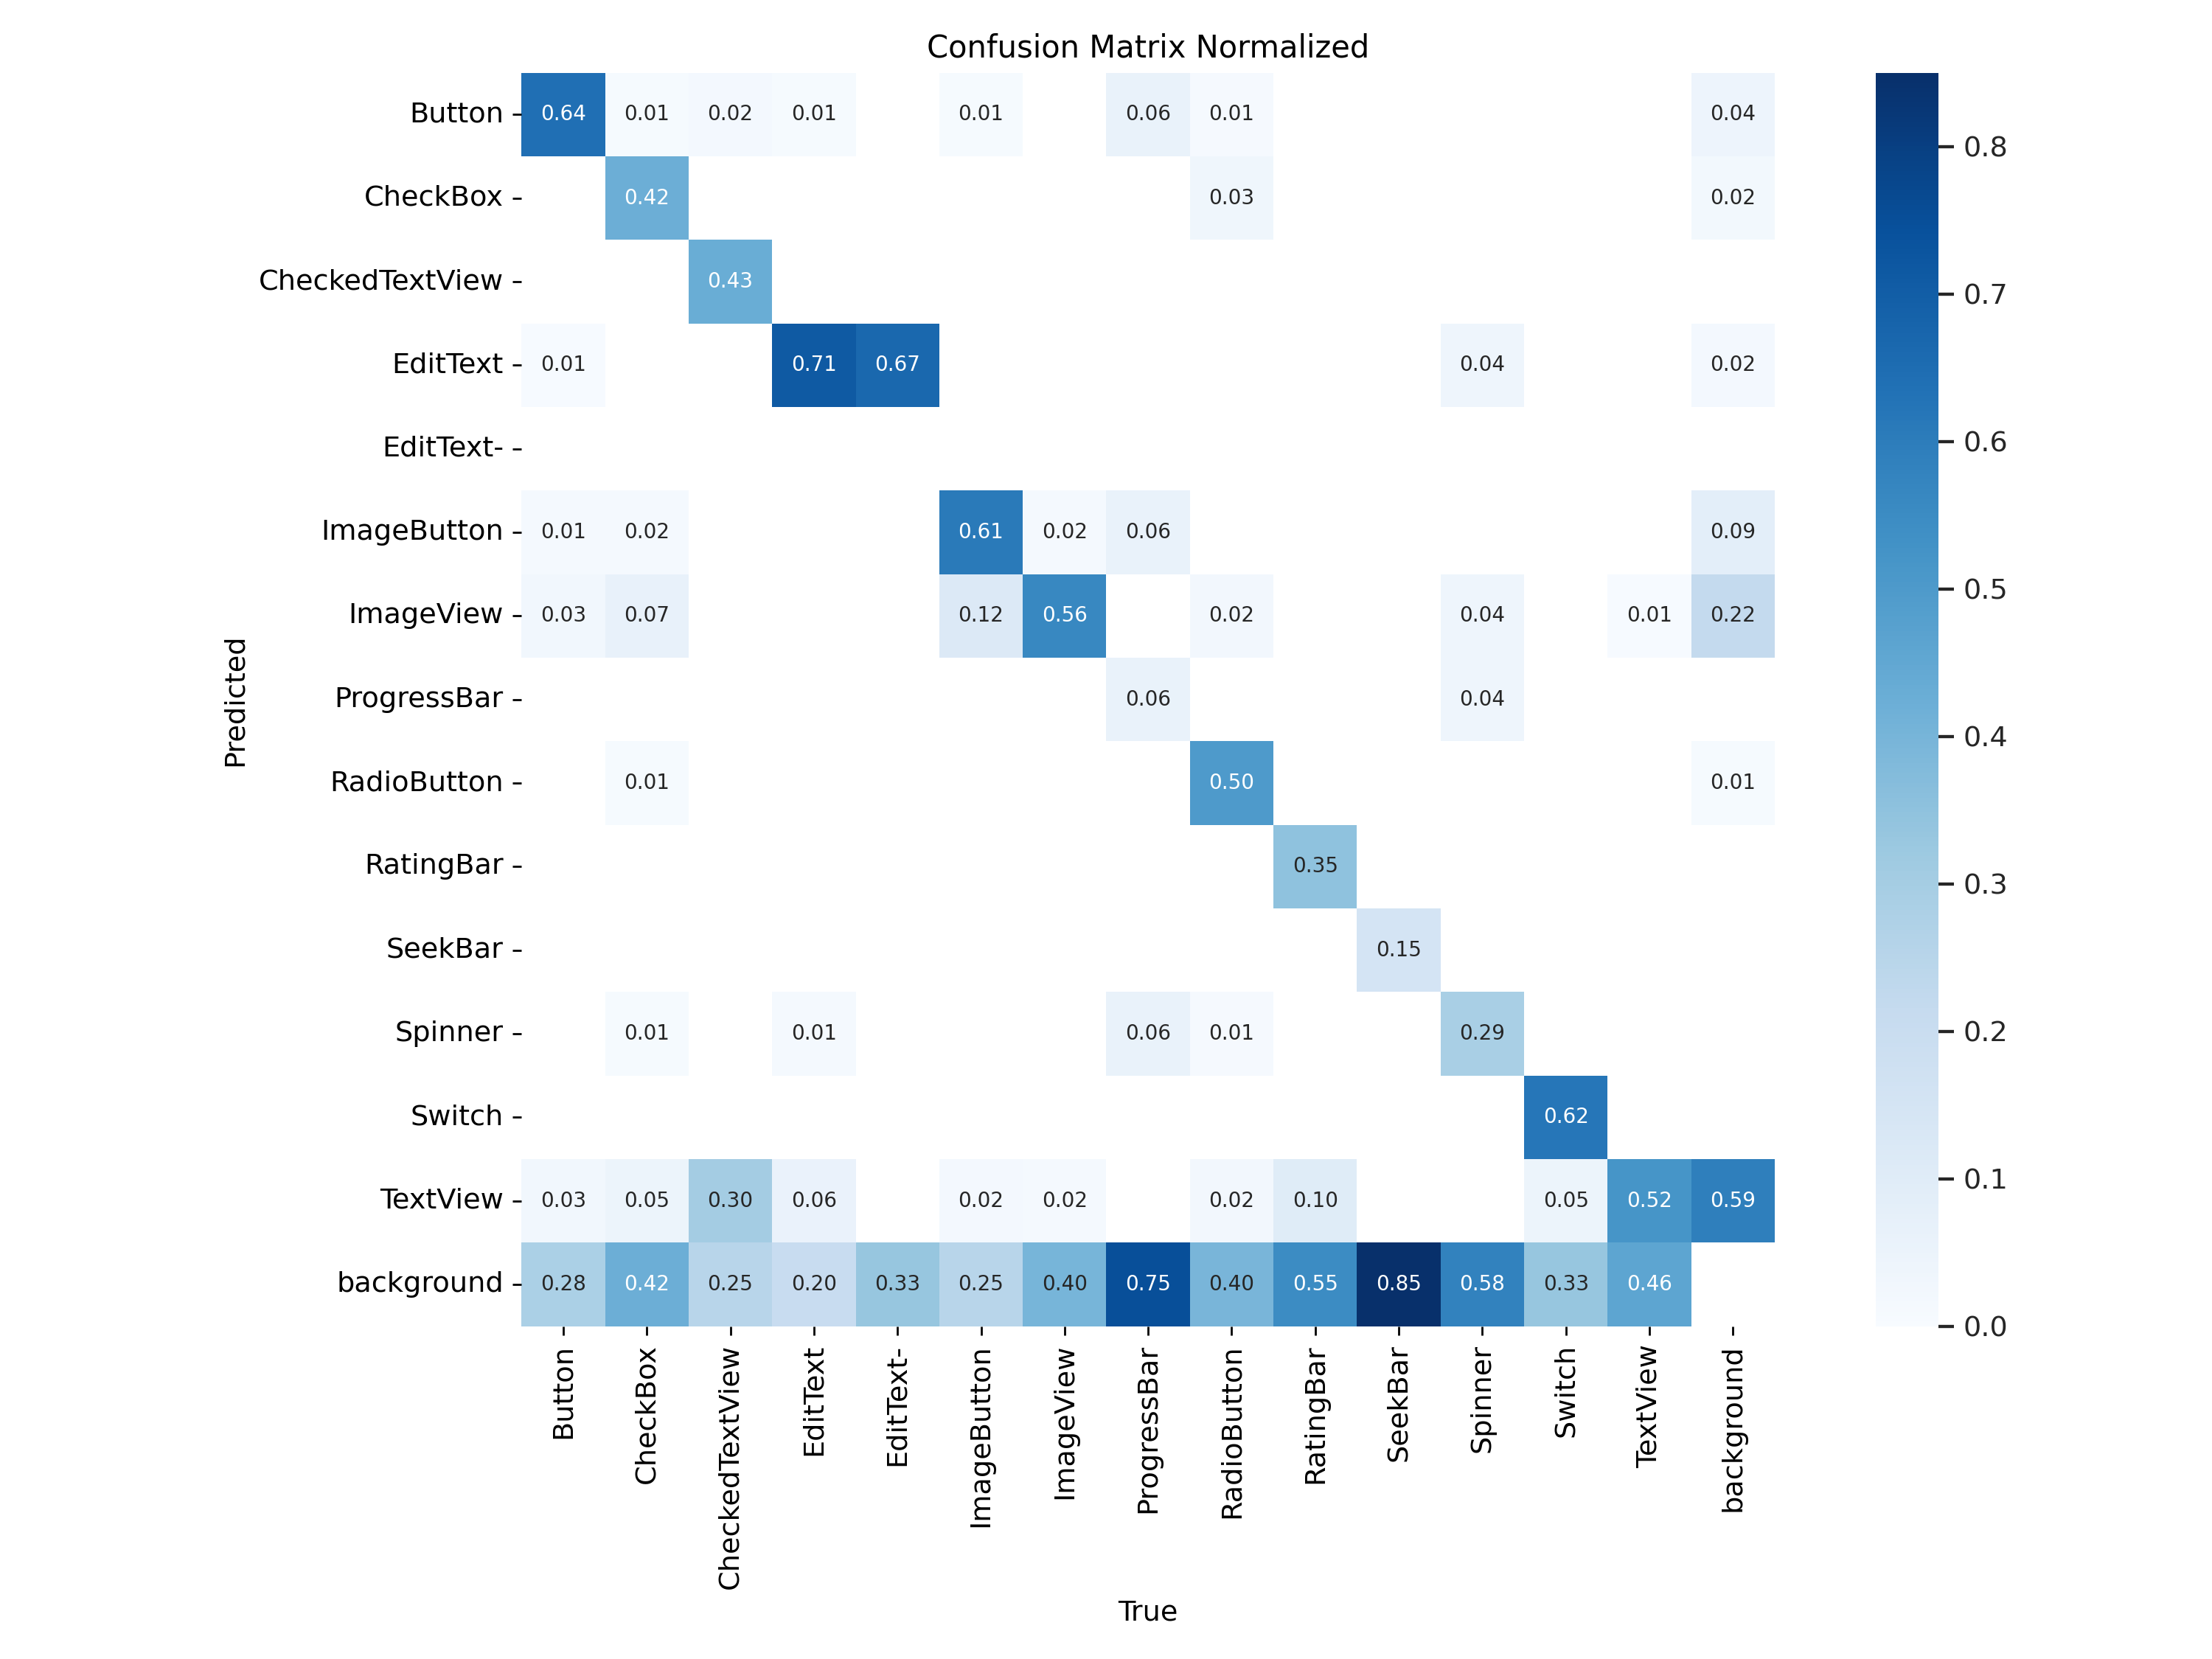 Confusion Matrix Normalized
Button 0.64 0.01 0.02 0.01 0.01 0.06 0.01 0.04
CheckBox 0.42 0.03 0.02
CheckedTextView 0.43
EditText 0.01 0.71 0.67 0.04 0.02
EditText-
ImageButton 0.01 0.02 0.61 0.02 0.06 0.09
ImageView 0.03 0.07 0.12 0.56 0.02 0.04 0.01 0.22
ProgressBar 0.06 0.04
RadioButton 0.01 0.50 0.01
RatingBar 0.35
SeekBar 0.15
Spinner 0.01 0.01 0.06 0.01 0.29
Switch 0.62
TextView 0.03 0.05 0.30 0.06 0.02 0.02 0.02 0.10 0.05 0.52 0.59
background 0.28 0.42 0.25 0.20 0.33 0.25 0.40 0.75 0.40 0.55 0.85 0.58 0.33 0.46
Predicted
Button CheckBox CheckedTextView EditText EditText- ImageButton ImageView ProgressBar RadioButton RatingBar SeekBar Spinner Switch TextView background
True
0.8
0.7
0.6
0.5
0.4
0.3
0.2
0.1
0.0